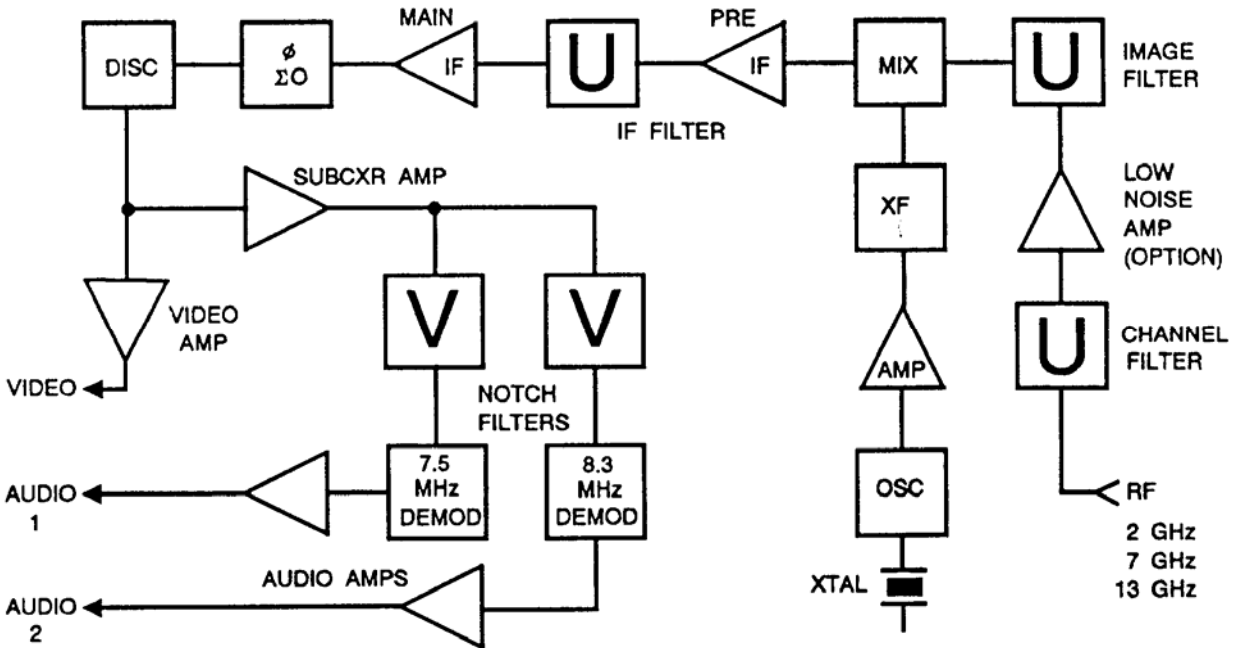 MAIN
PRE
DISC
ϕ
ΣO
IF
U
IF
MIX
U
IMAGE
FILTER
IF FILTER
SUBCXR AMP
XF
LOW
NOISE
AMP
(OPTION)
VIDEO
AMP
V
V
U
CHANNEL
FILTER
AMP
VIDEO
NOTCH
FILTERS
7.5
MHz
DEMOD
8.3
MHz
DEMOD
OSC
RF
2 GHz
7 GHz
13 GHz
AUDIO
1
XTAL
AUDIO AMPS
AUDIO
2